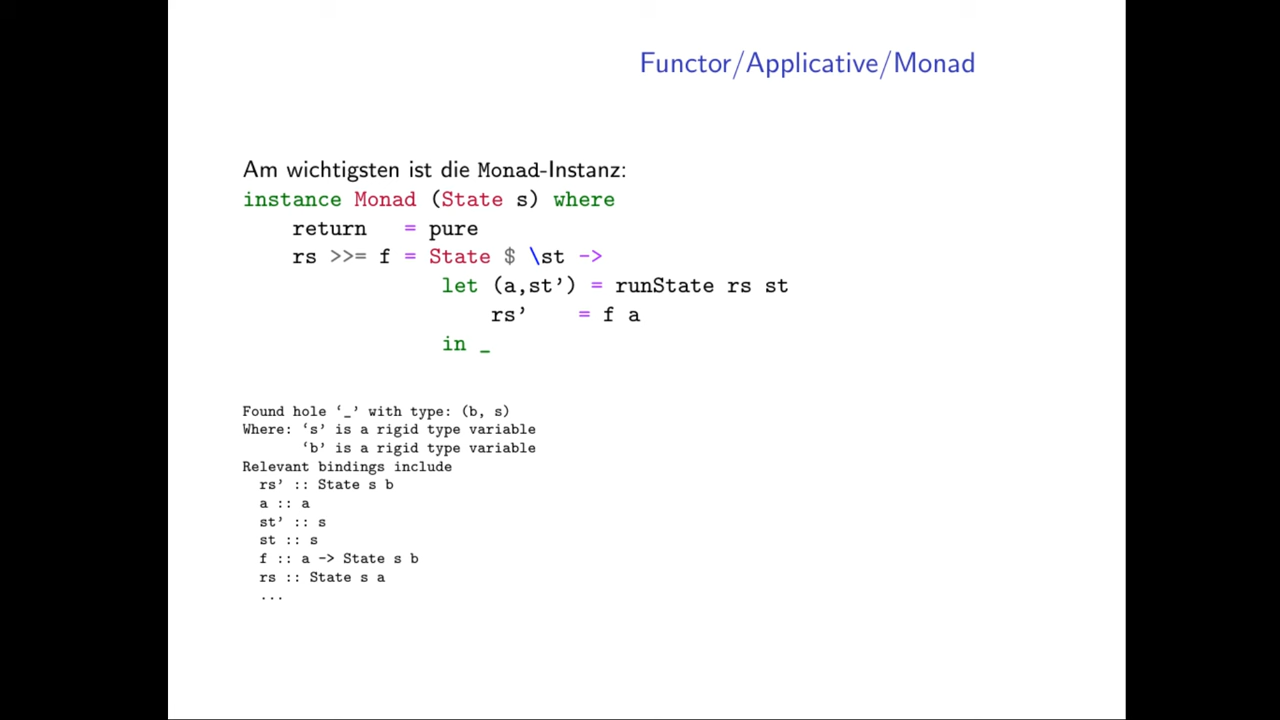 Functor/Applicative/Monad
Am wichtigsten ist die Monad-Instanz:
instance Monad (State s) where
return = pure
rs >>= f = State $ \st ->
let (a,st’) = runState rs st
rs’ = f a
in _
Found hole ‘_’ with type: (b, s)
Where: ‘s’ is a rigid type variable
‘b’ is a rigid type variable
Relevant bindings include
rs’ :: State s b
a :: a
st’ :: s
st :: s
f :: a -> State s b
rs :: State s a
...